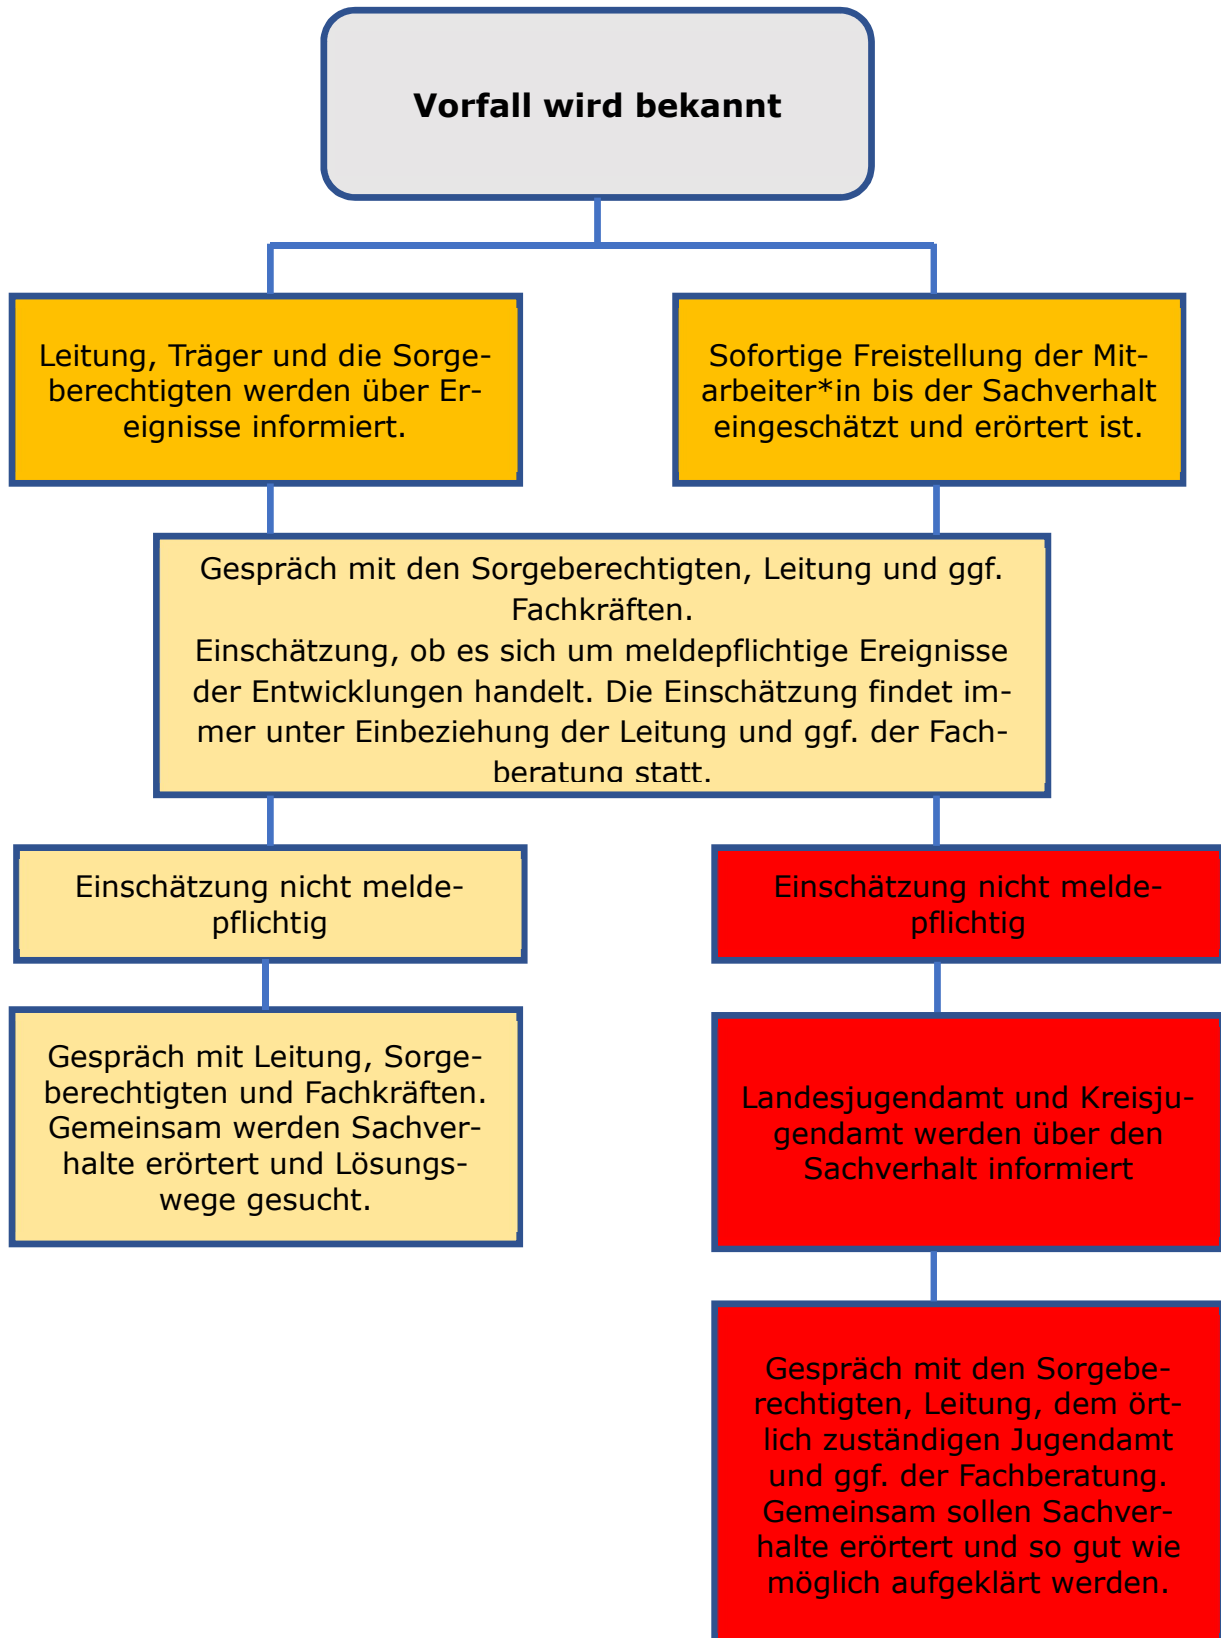 Vorfall wird bekannt
Leitung, Träger und die Sorge-
berechtigten werden über Er-
eignisse informiert.
Sofortige Freistellung der Mit-
arbeiter*in bis der Sachverhalt
eingeschätzt und erörtert ist.
Gespräch mit den Sorgeberechtigten, Leitung und ggf.
Fachkräften.
Einschätzung, ob es sich um meldepflichtige Ereignisse
der Entwicklungen handelt. Die Einschätzung findet im-
mer unter Einbeziehung der Leitung und ggf. der Fach-
beratung statt.
Einschätzung nicht melde-
pflichtig
Einschätzung nicht melde-
pflichtig
Gespräch mit Leitung, Sorge-
berechtigten und Fachkräften.
Gemeinsam werden Sachver-
halte erörtert und Lösungs-
wege gesucht.
Landesjugendamt und Kreisju-
gendamt werden über den
Sachverhalt informiert
Gespräch mit den Sorgebe-
rechtigten, Leitung, dem ört-
lich zuständigen Jugendamt
und ggf. der Fachberatung.
Gemeinsam sollen Sachver-
halte erörtert und so gut wie
möglich aufgeklärt werden.